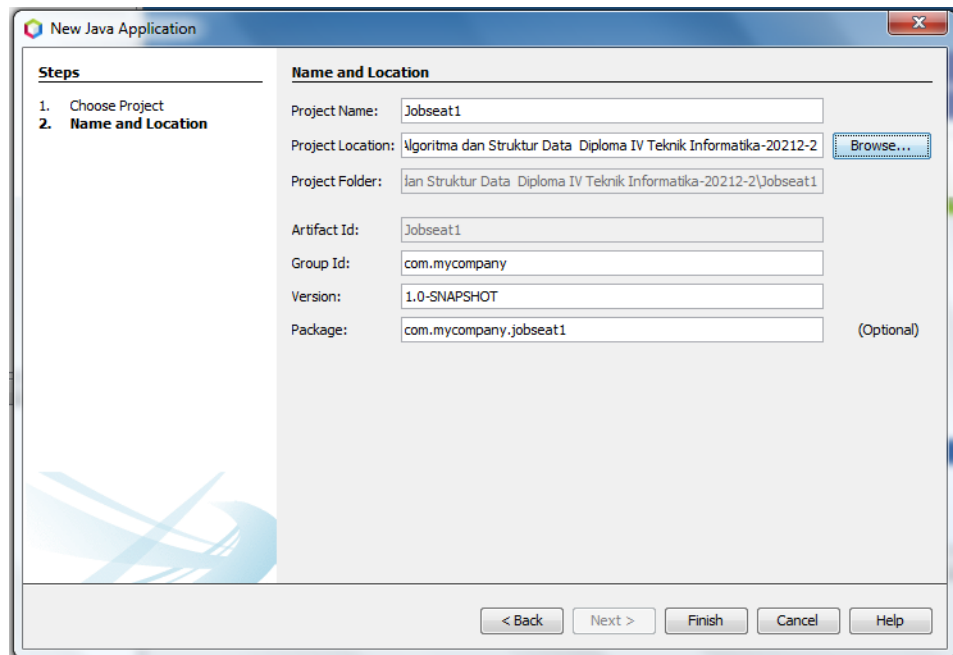 New Java Application
Steps
1. Choose Project
2. Name and Location
Name and Location
Project Name: Jobseat1
Project Location: Algoritma dan Struktur Data  Diploma IV Teknik Informatika-20212-2 Browse...
Project Folder: dan Struktur Data  Diploma IV Teknik Informatika-20212-2\Jobseat1
Artifact Id: Jobseat1
Group Id: com.mycompany
Version: 1.0-SNAPSHOT
Package: com.mycompany.jobseat1 (Optional)
< Back Next > Finish Cancel Help